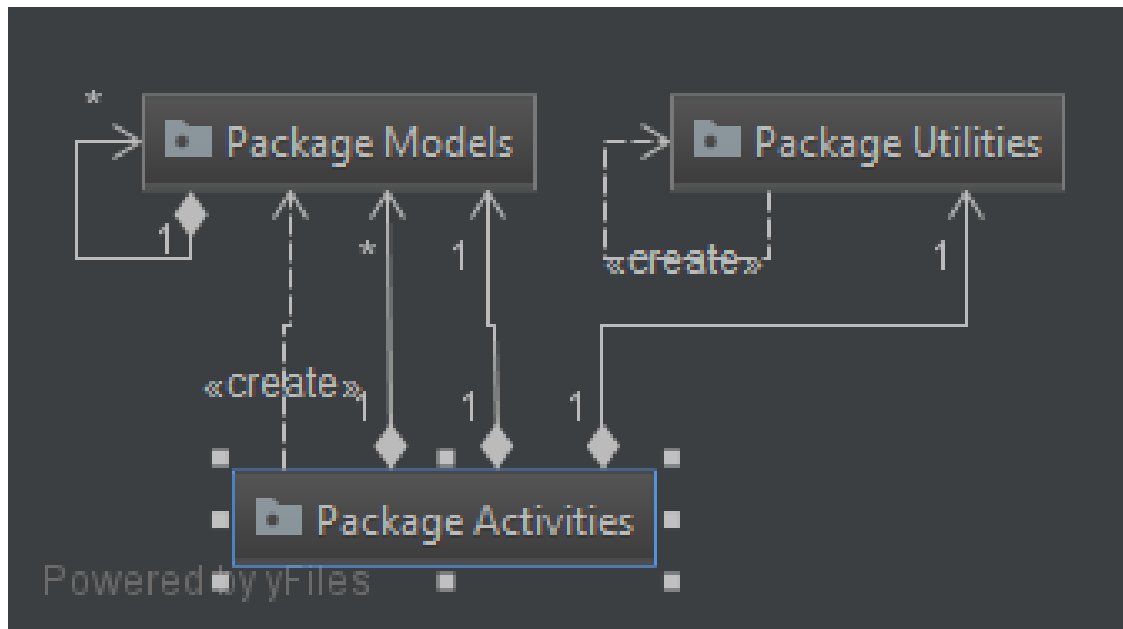 *
Package Models
Package Utilities
1
*
1
«create»
1
«create»
1
1
1
Package Activities
Powered by yFiles